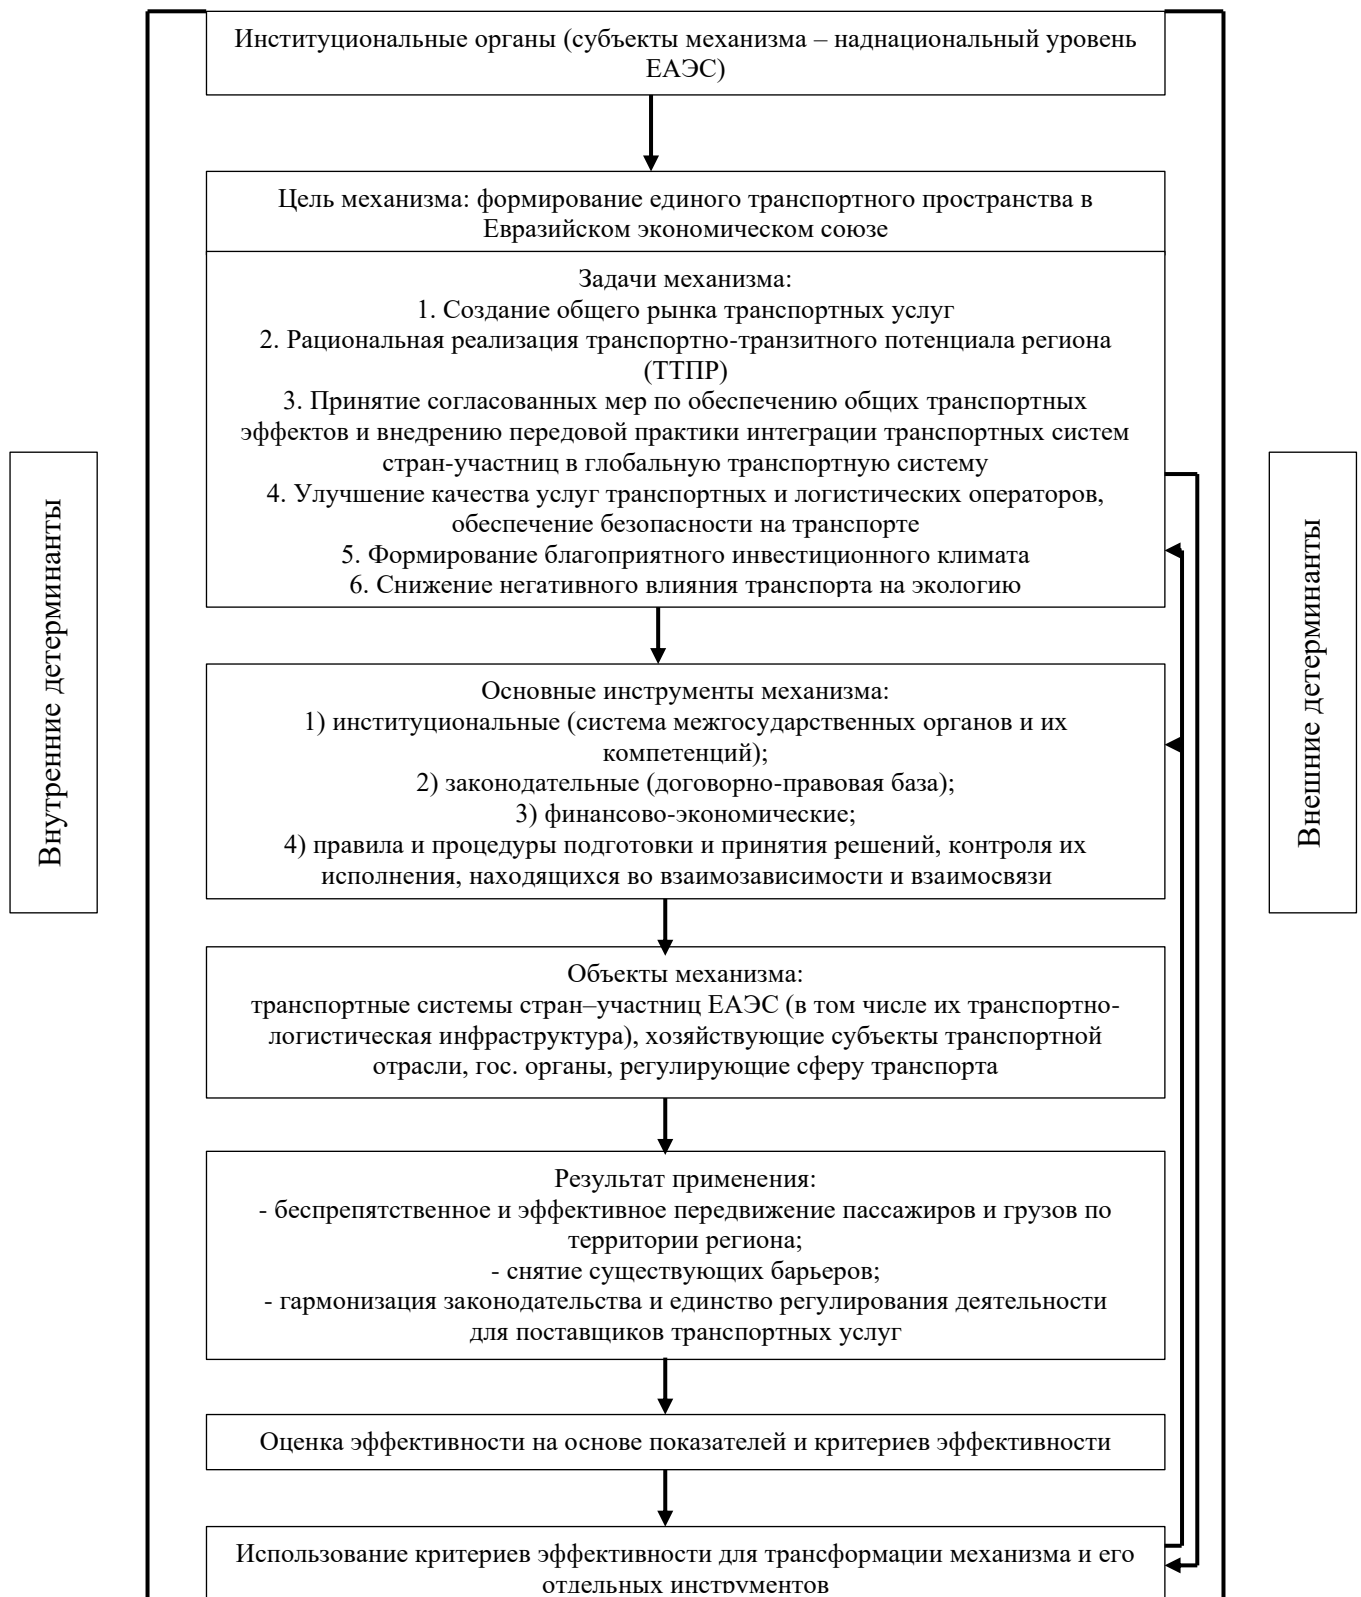 Институциональные органы (субъекты механизма – наднациональный уровень
ЕАЭС)
Цель механизма: формирование единого транспортного пространства в
Евразийском экономическом союзе
Задачи механизма:
1. Создание общего рынка транспортных услуг
2. Рациональная реализация транспортно-транзитного потенциала региона
(ТТПР)
3. Принятие согласованных мер по обеспечению общих транспортных
эффектов и внедрению передовой практики интеграции транспортных систем
стран-участниц в глобальную транспортную систему
4. Улучшение качества услуг транспортных и логистических операторов,
обеспечение безопасности на транспорте
5. Формирование благоприятного инвестиционного климата
6. Снижение негативного влияния транспорта на экологию
Внутренние детерминанты
Внешние детерминанты
Основные инструменты механизма:
1) институциональные (система межгосударственных органов и их
компетенций);
2) законодательные (договорно-правовая база);
3) финансово-экономические;
4) правила и процедуры подготовки и принятия решений, контроля их
исполнения, находящихся во взаимозависимости и взаимосвязи
Объекты механизма:
транспортные системы стран–участниц ЕАЭС (в том числе их транспортно-
логистическая инфраструктура), хозяйствующие субъекты транспортной
отрасли, гос. органы, регулирующие сферу транспорта
Результат применения:
- беспрепятственное и эффективное передвижение пассажиров и грузов по
территории региона;
- снятие существующих барьеров;
- гармонизация законодательства и единство регулирования деятельности
для поставщиков транспортных услуг
Оценка эффективности на основе показателей и критериев эффективности
Использование критериев эффективности для трансформации механизма и его
отдельных инструментов